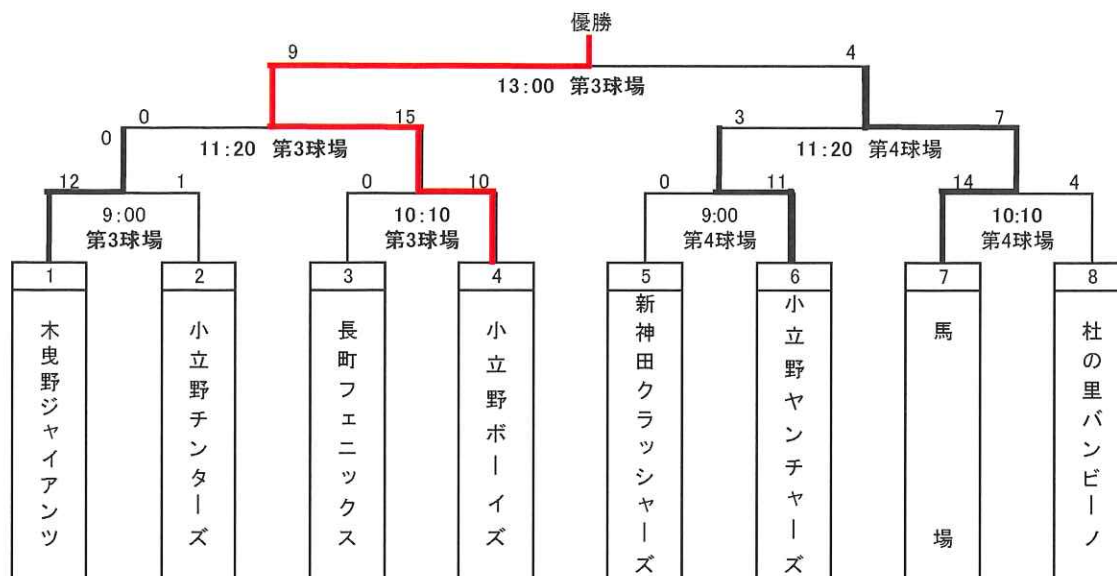 優勝
9 4
13:00 第3球場
0 15 3 7
0
11:20 第3球場 11:20 第4球場
12 1 0 10 0 11 14 4
9:00 10:10 9:00 10:10
第3球場 第3球場 第4球場 第4球場
1 2 3 4 5 6 7 8
木曳野ジャイアンツ
小立野チンターズ
長町フェニックス
小立野ボーイズ
新神田クラッシャーズ
小立野ヤンチャーズ
馬場
杜の里バンビーノ